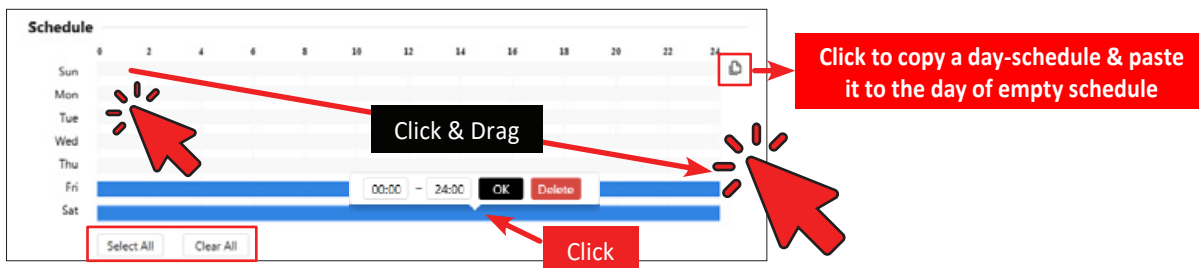 Schedule
0 2 4 6 8 10 12 14 16 18 20 22 24
Sun
Click to copy a day-schedule & paste
it to the day of empty schedule
Mon
Tue
Click & Drag
Wed
Thu
Fri
00:00 - 24:00 OK Delete
Sat
Select All Clear All
Click